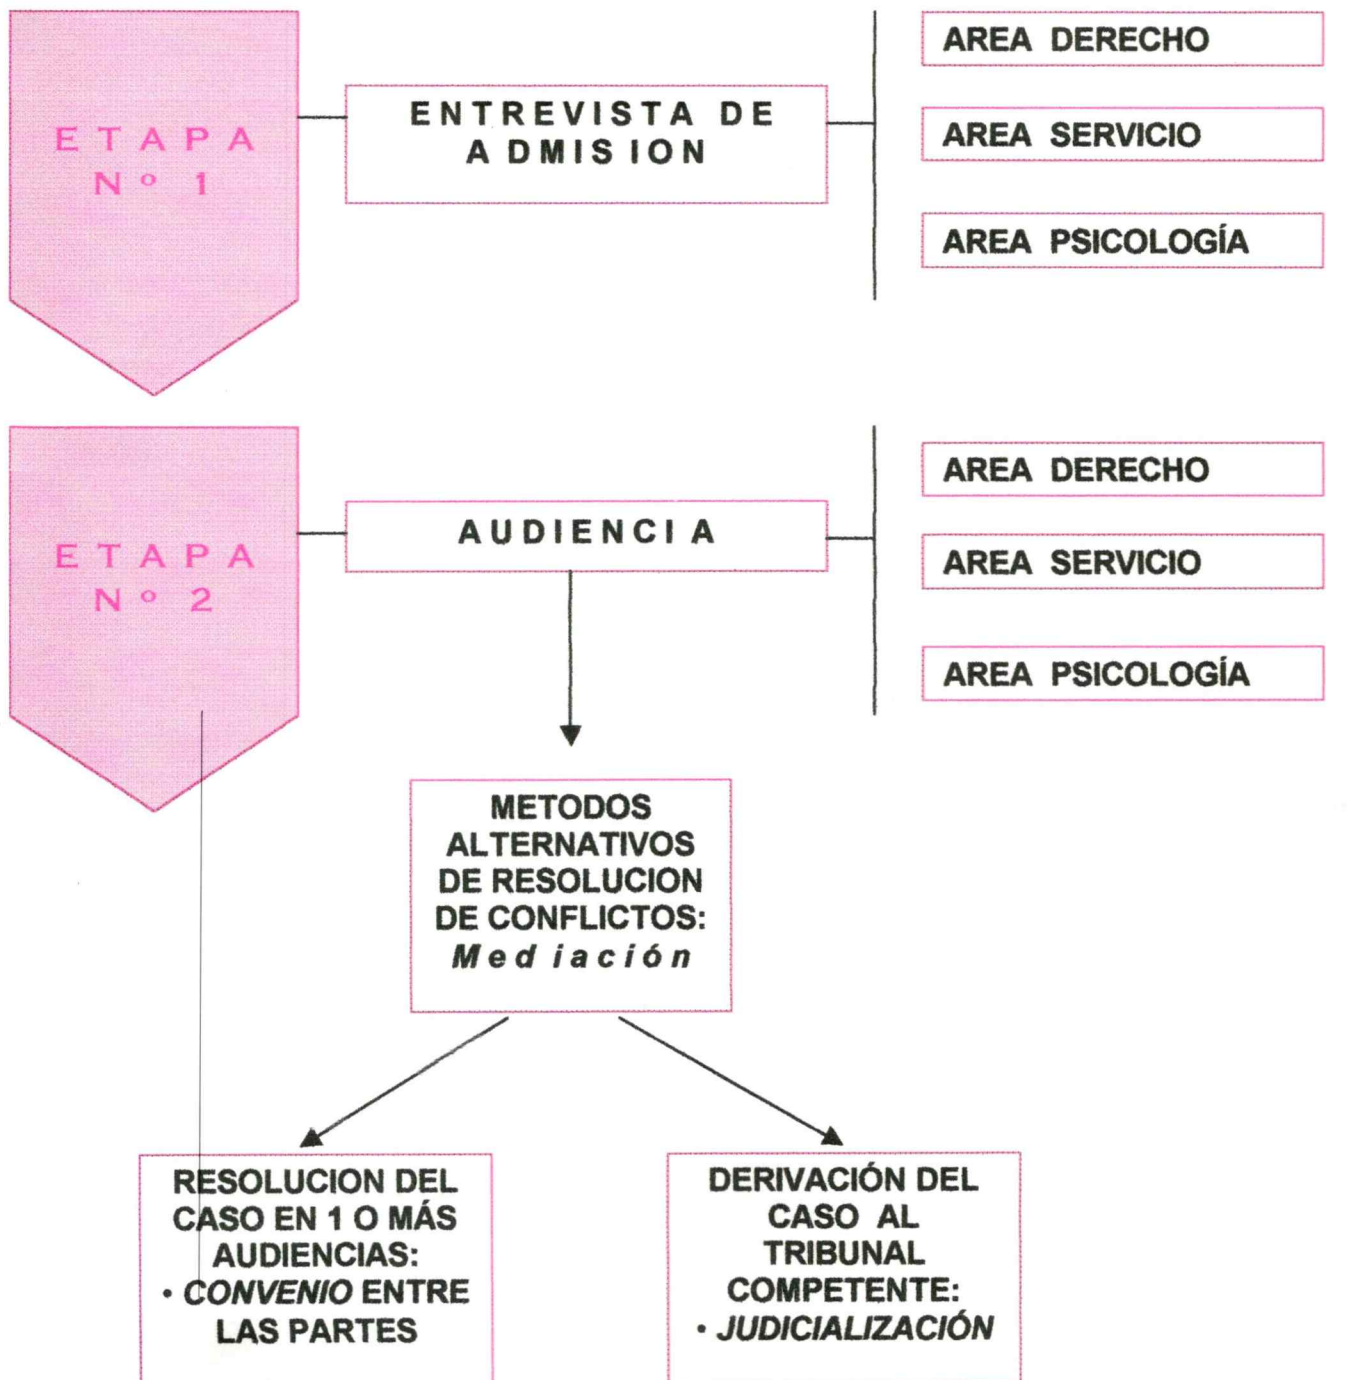 ETAPA
Nº 1
ENTREVISTA DE
ADMISION
AREA DERECHO
AREA SERVICIO
AREA PSICOLOGÍA
ETAPA
Nº 2
AUDIENCIA
AREA DERECHO
AREA SERVICIO
AREA PSICOLOGÍA
METODOS
ALTERNATIVOS
DE RESOLUCION
DE CONFLICTOS:
Mediación
RESOLUCION DEL
CASO EN 1 O MÁS
AUDIENCIAS:
• CONVENIO ENTRE
LAS PARTES
DERIVACIÓN DEL
CASO AL
TRIBUNAL
COMPETENTE:
• JUDICIALIZACIÓN